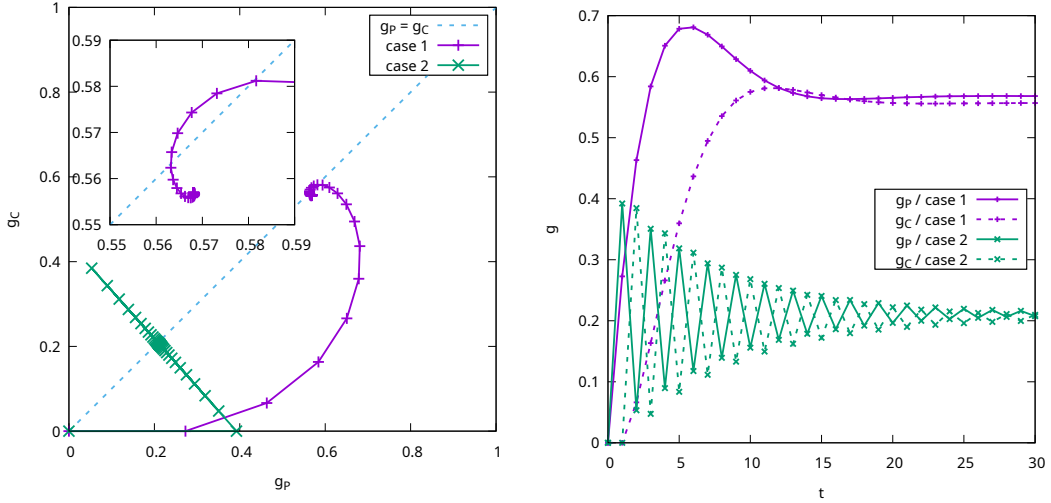 1
0.8
0.6
0.4
0.2
0
0 0.2 0.4 0.6 0.8 1
g_C
g_P
g_P = g_C
case 1
case 2
0.59
0.58
0.57
0.56
0.55
0.55 0.56 0.57 0.58 0.59
0.7
0.6
0.5
0.4
0.3
0.2
0.1
0
0 5 10 15 20 25 30
g
t
g_P / case 1
g_C / case 1
g_P / case 2
g_C / case 2